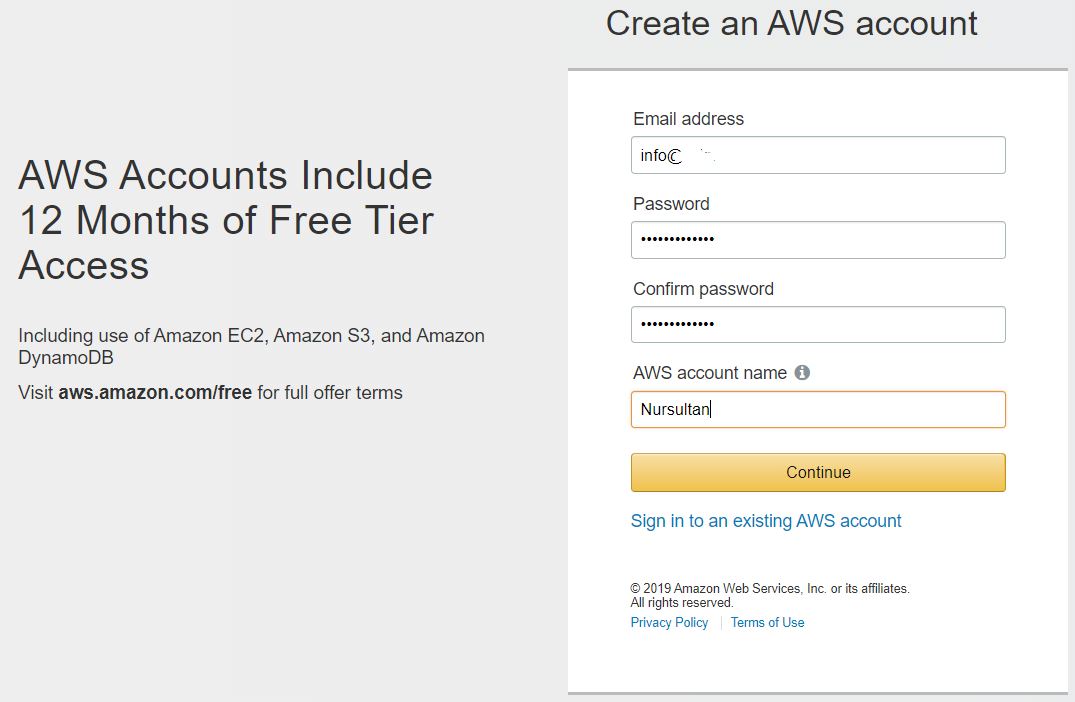 Create an AWS account
AWS Accounts Include
12 Months of Free Tier
Access
Including use of Amazon EC2, Amazon S3, and Amazon
DynamoDB
Visit aws.amazon.com/free for full offer terms
Email address
info@
Password
•••••••••••••
Confirm password
•••••••••••••
AWS account name
Nursultan
Continue
Sign in to an existing AWS account
© 2019 Amazon Web Services, Inc. or its affiliates.
All rights reserved.
Privacy Policy | Terms of Use